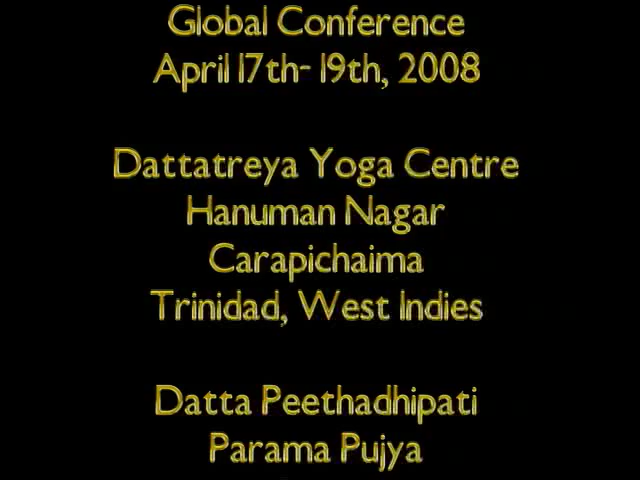 Global Conference
April 17th- 19th, 2008
Dattatreya Yoga Centre
Hanuman Nagar
Carapichaima
Trinidad, West Indies
Datta Peethadhipati
Parama Pujya